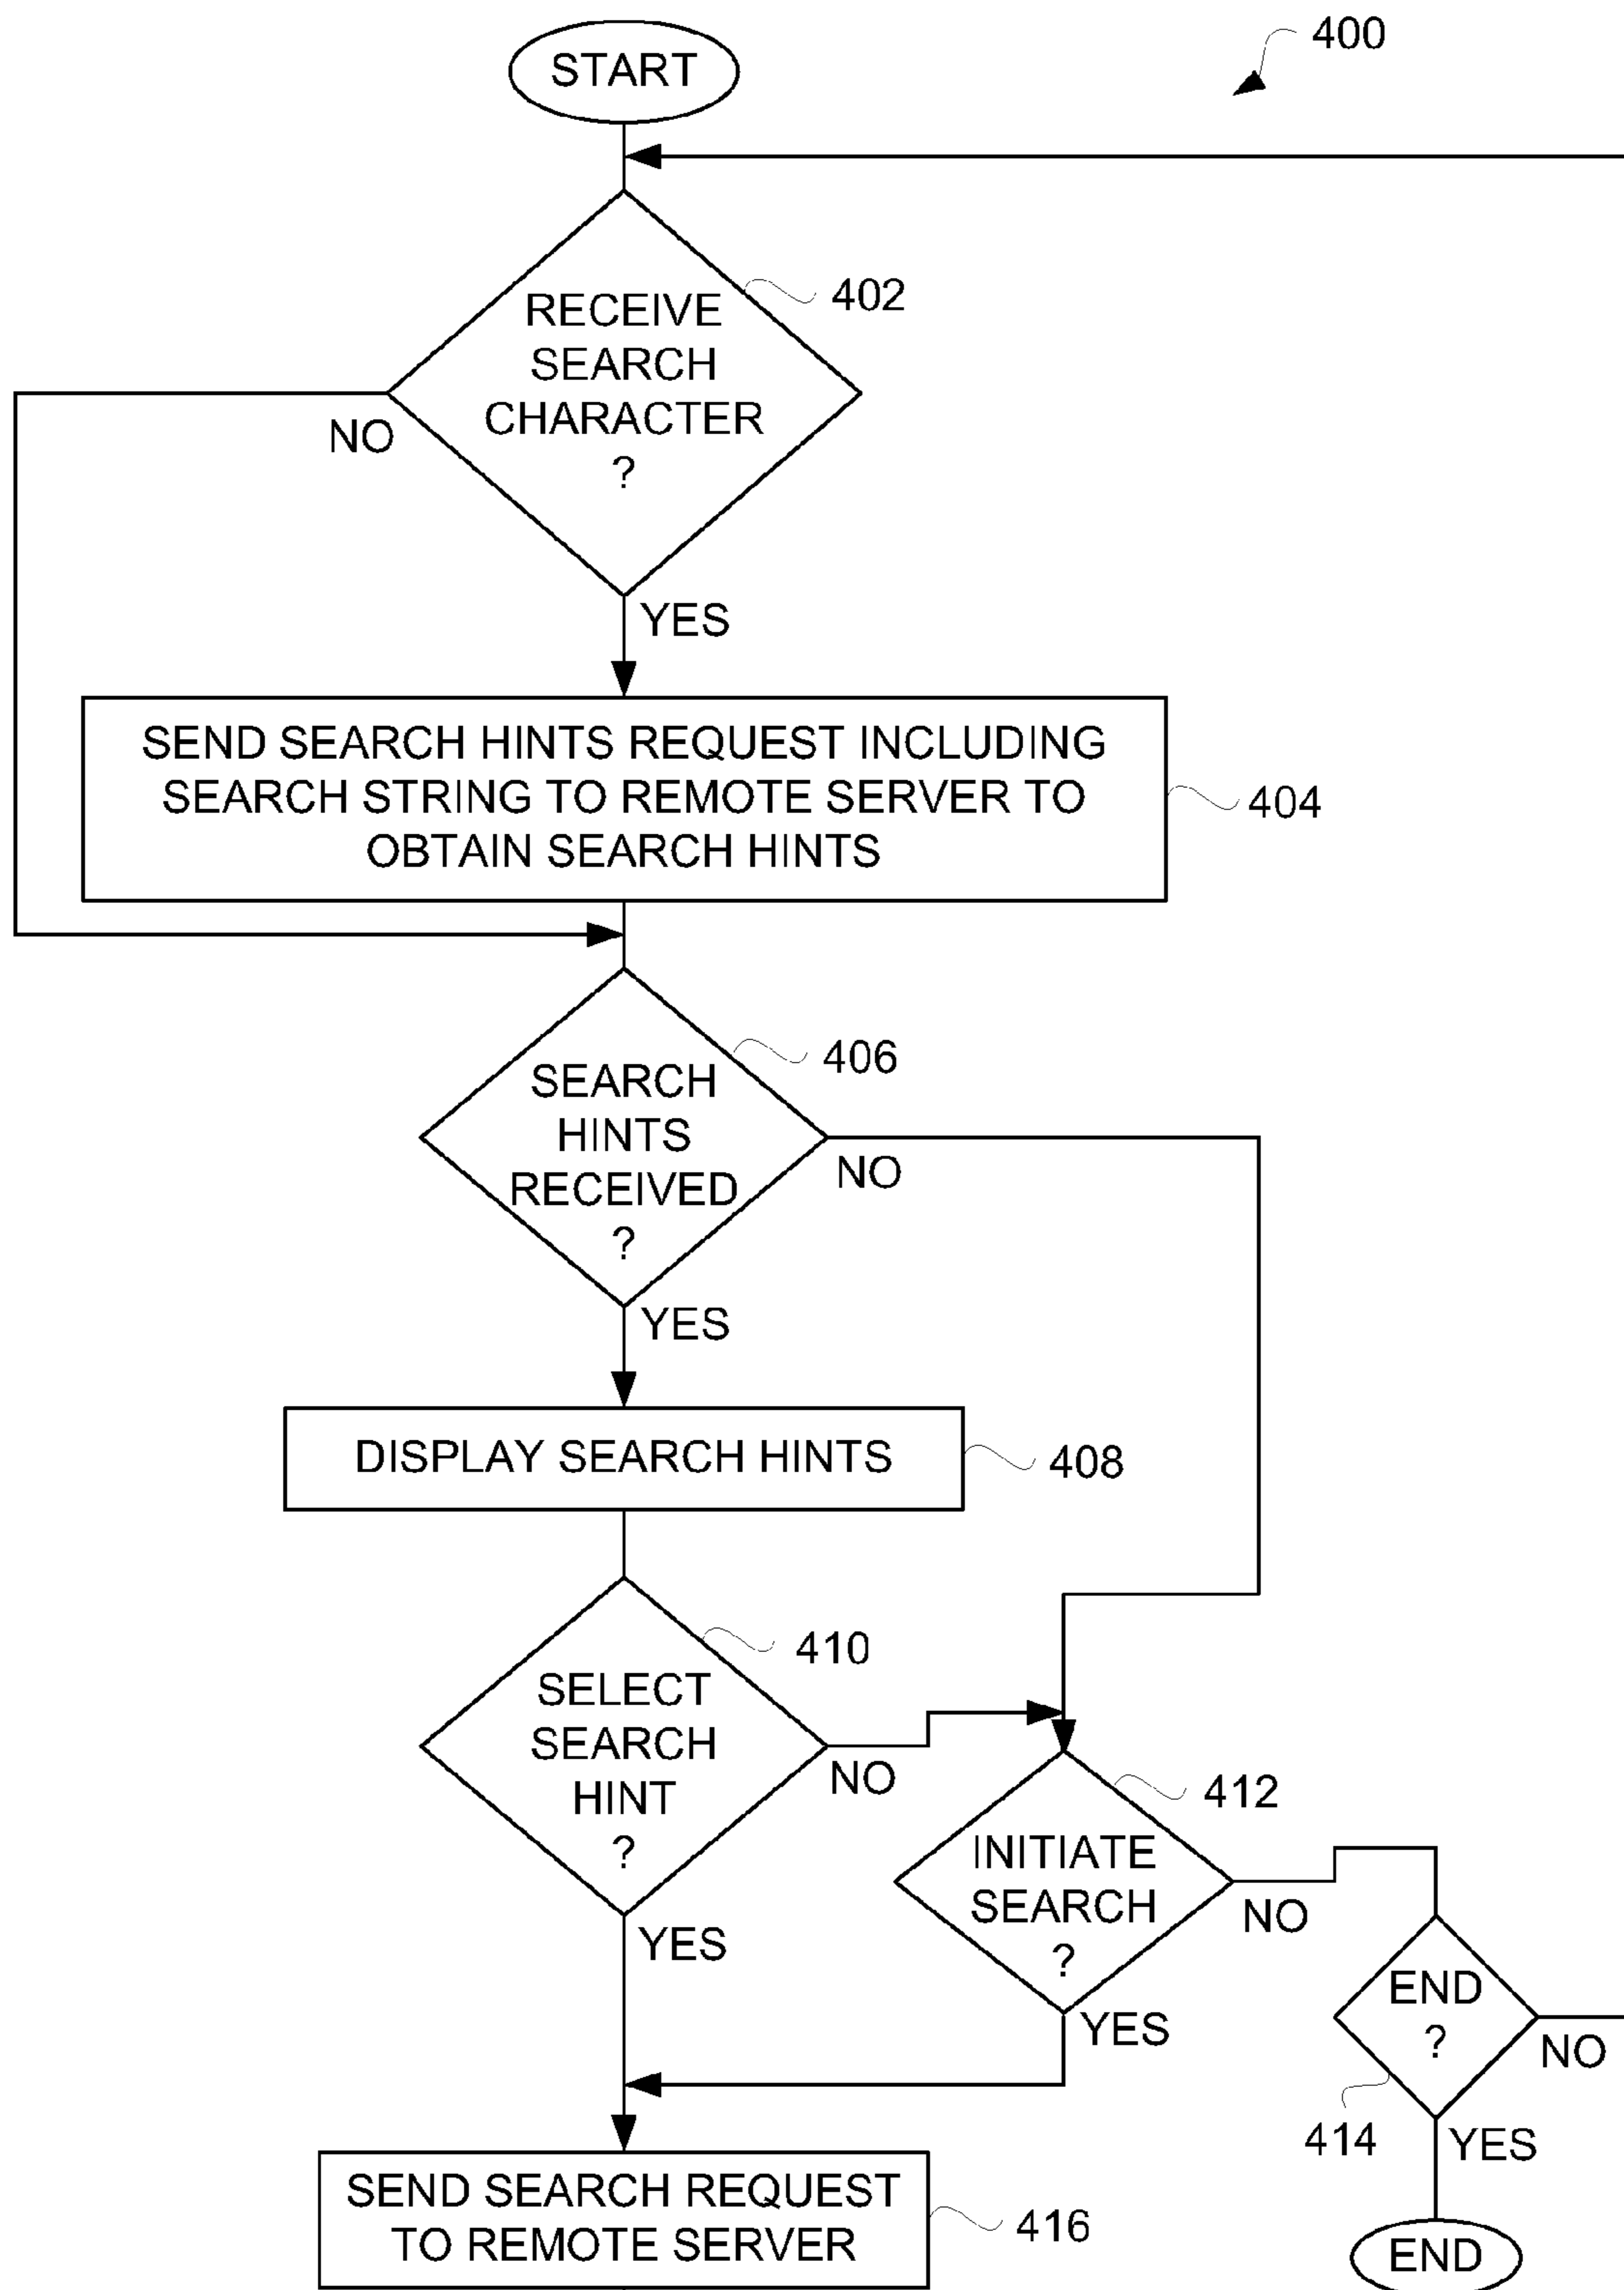 START
400
RECEIVE
SEARCH
CHARACTER
?
402
NO
YES
SEND SEARCH HINTS REQUEST INCLUDING
SEARCH STRING TO REMOTE SERVER TO
OBTAIN SEARCH HINTS
404
SEARCH
HINTS
RECEIVED
?
406
NO
YES
DISPLAY SEARCH HINTS
408
SELECT
SEARCH
HINT
?
410
NO
YES
INITIATE
SEARCH
?
412
NO
YES
END
?
414
NO
YES
END
SEND SEARCH REQUEST
TO REMOTE SERVER
416